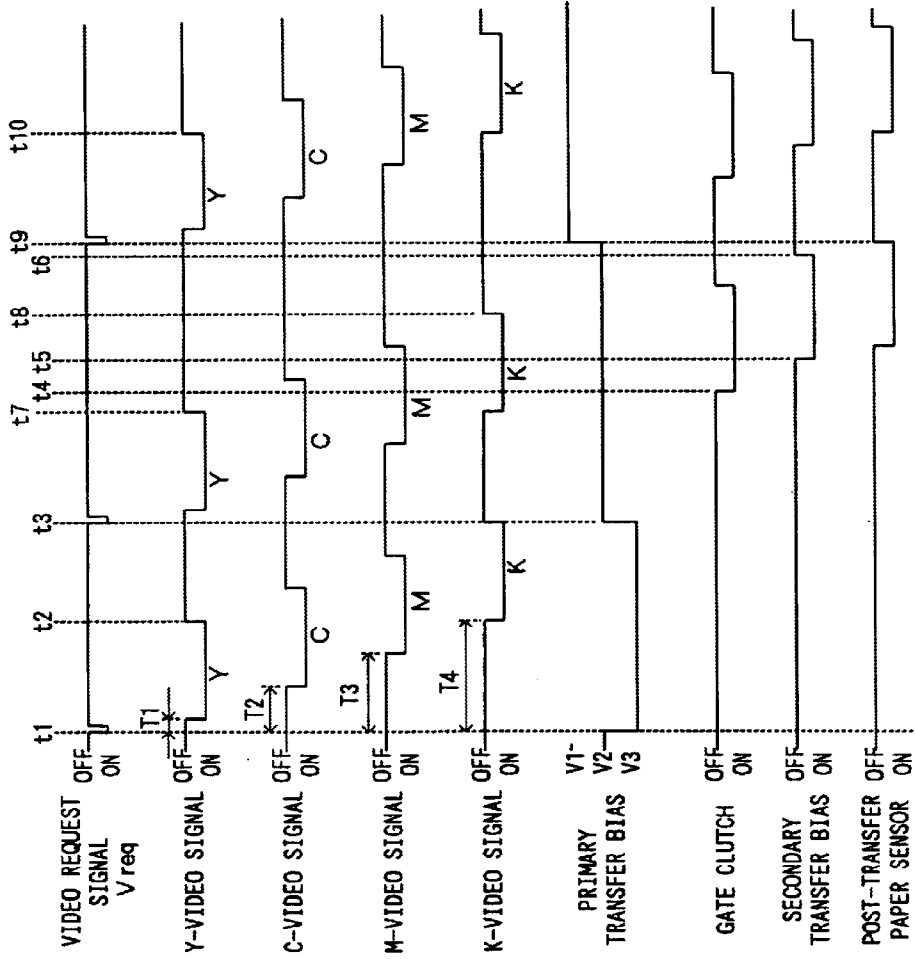 t1 t2 t3 t7 t4 t5 t8 t6 t9 t10
VIDEO REQUEST
SIGNAL
V req
OFF
ON
Y-VIDEO SIGNAL
OFF
ON
T1
Y
Y
Y
C-VIDEO SIGNAL
OFF
ON
T2
C
C
C
M-VIDEO SIGNAL
OFF
ON
T3
M
M
M
K-VIDEO SIGNAL
OFF
ON
T4
K
K
K
PRIMARY
TRANSFER BIAS
V1
V2
V3
GATE CLUTCH
OFF
ON
SECONDARY
TRANSFER BIAS
OFF
ON
POST-TRANSFER
PAPER SENSOR
OFF
ON